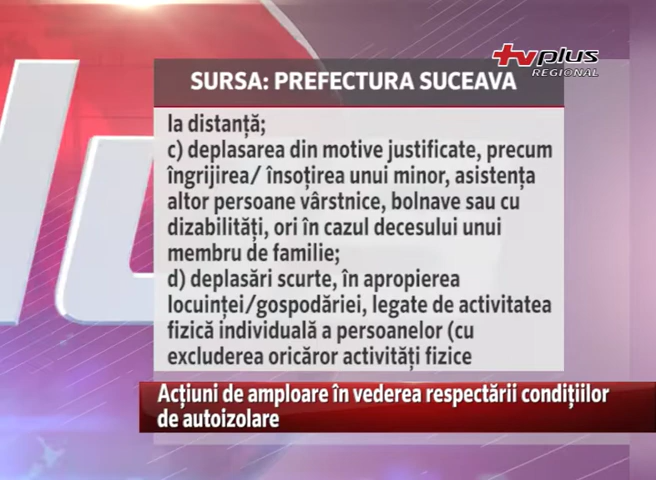 tvplus
REGIONAL
SURSA: PREFECTURA SUCEAVA
la distanță;
c) deplasarea din motive justificate, precum
îngrijirea/ însoțirea unui minor, asistența
altor persoane vârstnice, bolnave sau cu
dizabilități, ori în cazul decesului unui
membru de familie;
d) deplasări scurte, în apropierea
locuinței/gospodăriei, legate de activitatea
fizică individuală a persoanelor (cu
excluderea oricăror activități fizice
Acțiuni de amploare în vederea respectării condițiilor
de autoizolare